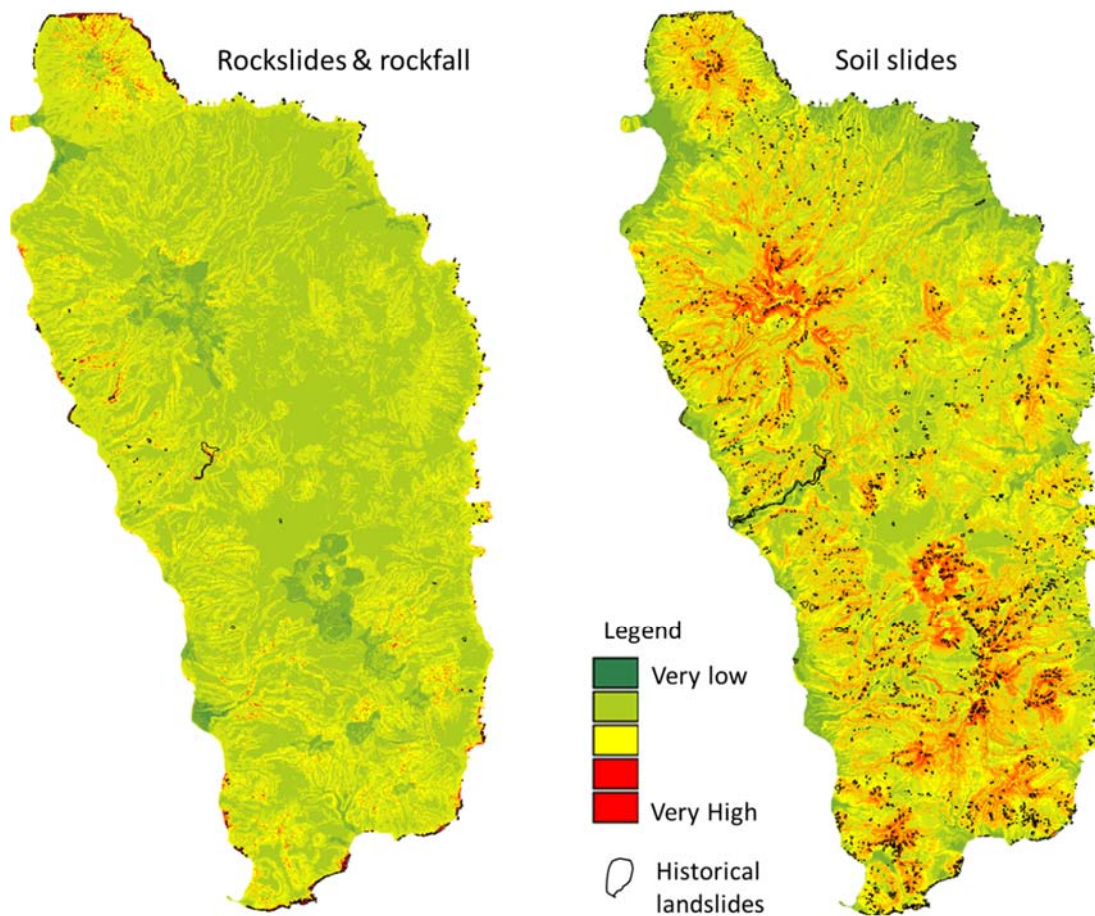 Rockslides & rockfall
Soil slides
Legend
Very low
Very High
Historical
landslides